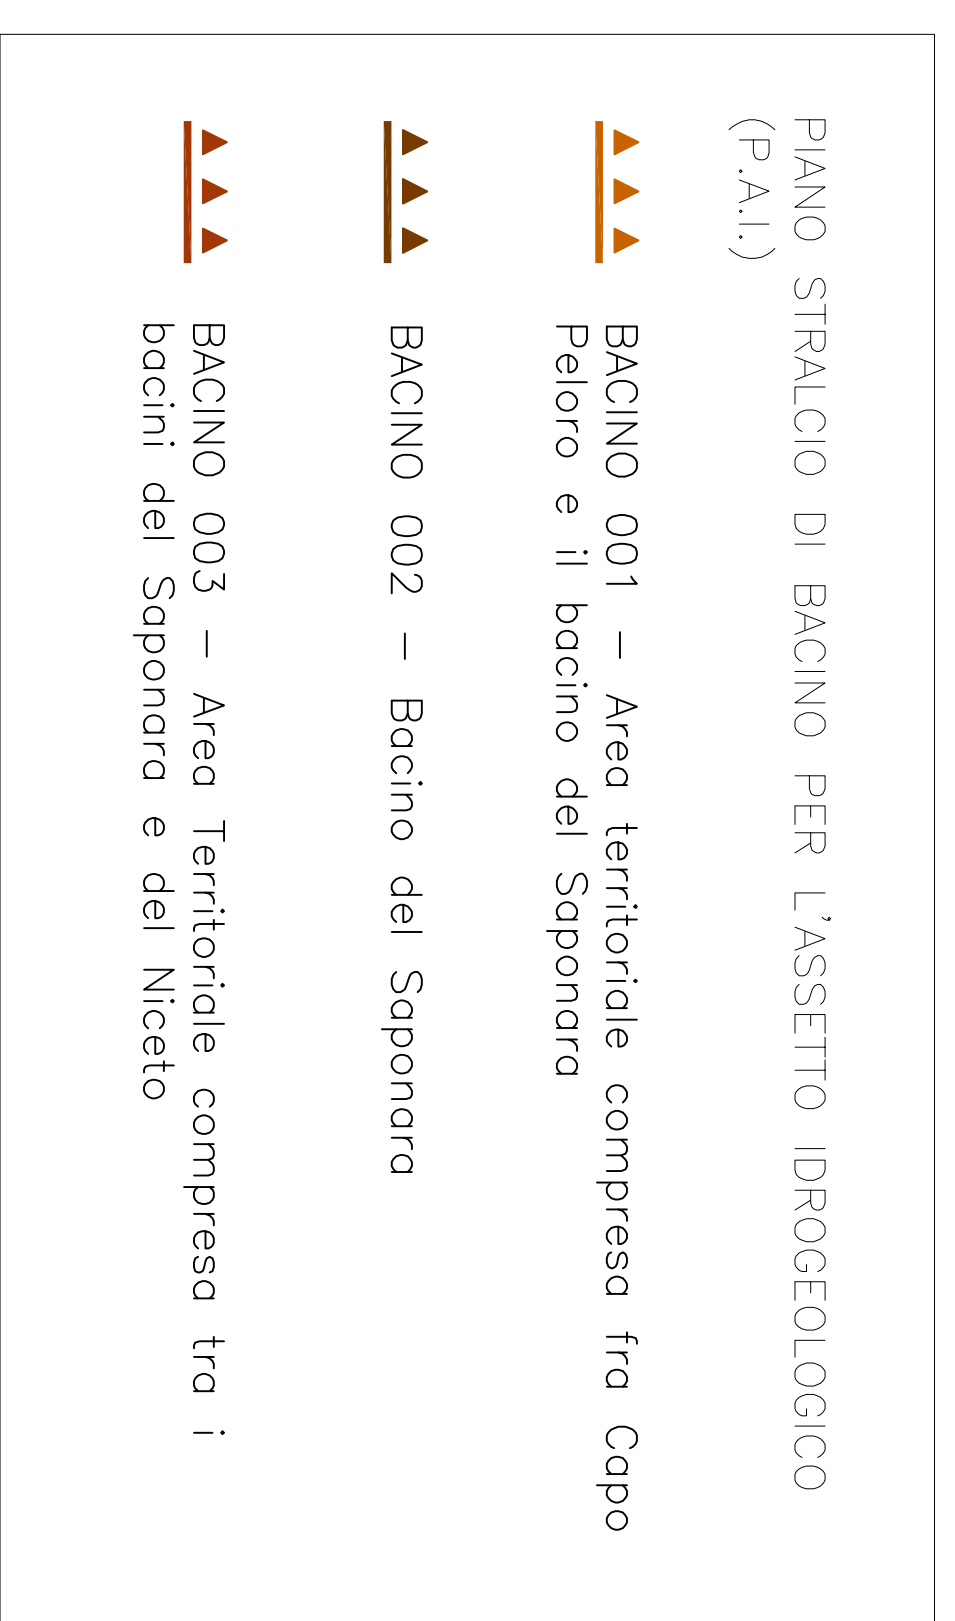 PIANO STRALCIO DI BACINO PER L'ASSETTO IDROGEOLOGICO
(P.A.I.)
BACINO 001 - Area territoriale compresa fra Capo
Peloro e il bacino del Saponara
BACINO 002 - Bacino del Saponara
BACINO 003 - Area Territoriale compresa tra i
bacini del Saponara e del Niceto